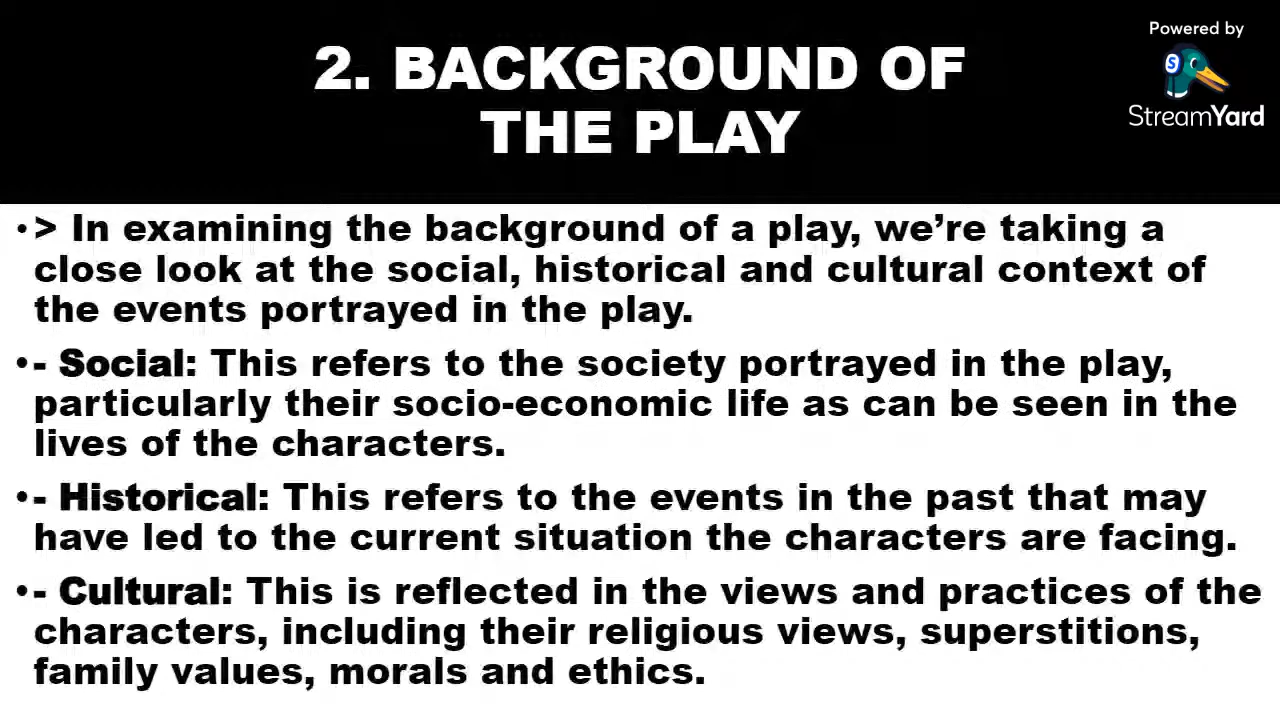 2. BACKGROUND OF
THE PLAY
Powered by
StreamYard
•> In examining the background of a play, we’re taking a
close look at the social, historical and cultural context of
the events portrayed in the play.
•- Social: This refers to the society portrayed in the play,
particularly their socio-economic life as can be seen in the
lives of the characters.
•- Historical: This refers to the events in the past that may
have led to the current situation the characters are facing.
•- Cultural: This is reflected in the views and practices of the
characters, including their religious views, superstitions,
family values, morals and ethics.